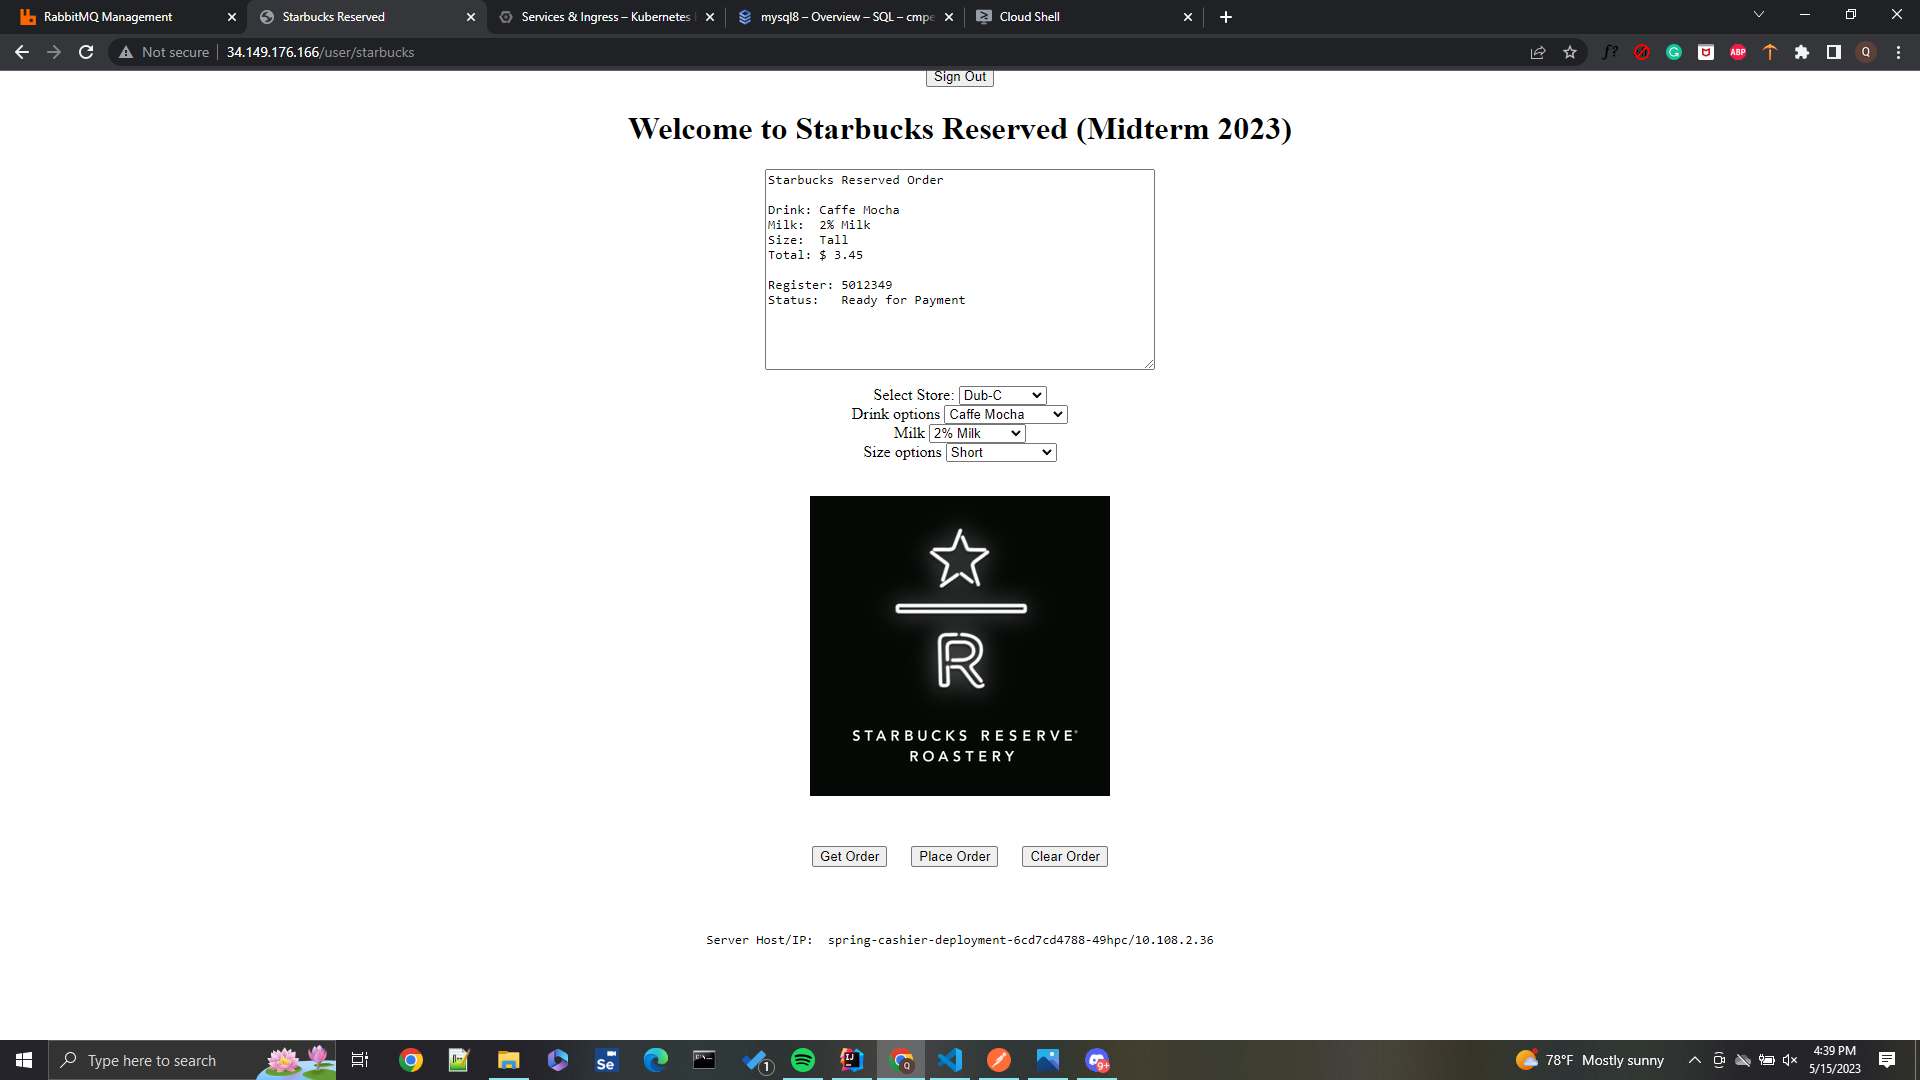 RabbitMQ Management
Starbucks Reserved
Services & Ingress – Kubernetes
mysql8 – Overview – SQL – cmpe
Cloud Shell
Not secure
34.149.176.166/user/starbucks
f?
ABP
Q
Sign Out
Welcome to Starbucks Reserved (Midterm 2023)
Starbucks Reserved Order
Drink: Caffe Mocha
Milk: 2% Milk
Size: Tall
Total: $ 3.45
Register: 5012349
Status: Ready for Payment
Select Store: Dub-C
Drink options Caffe Mocha
Milk 2% Milk
Size options Short
R
STARBUCKS RESERVE®
ROASTERY
Get Order Place Order Clear Order
Server Host/IP: spring-cashier-deployment-6cd7cd4788-49hpc/10.108.2.36
Type here to search
Se
1
IJ
Q
9+
78°F Mostly sunny
4:39 PM
5/15/2023